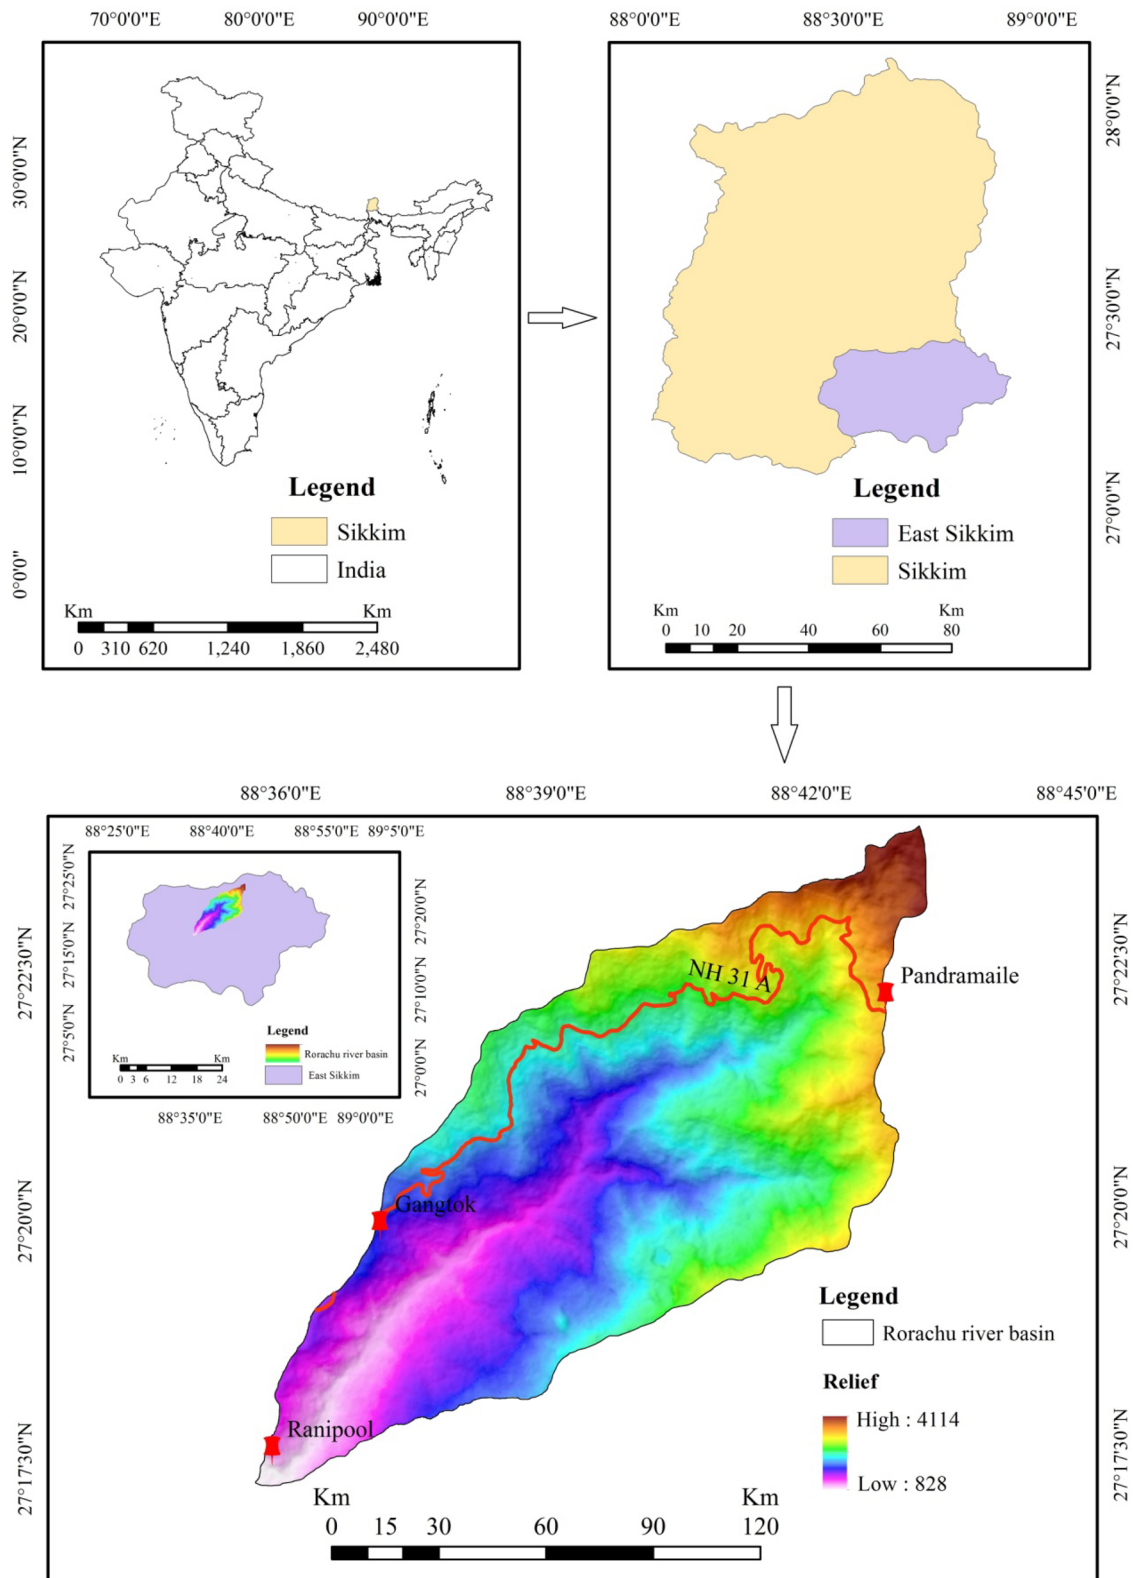 70°0'0"E 80°0'0"E 90°0'0"E
30°0'0"N
20°0'0"N
10°0'0"N
0°0'0"
Legend
Sikkim
India
Km Km
0 310 620 1,240 1,860 2,480
88°0'0"E 88°30'0"E 89°0'0"E
28°0'0"N
27°30'0"N
27°0'0"N
Legend
East Sikkim
Sikkim
Km
0 10 20 40 60 80
88°36'0"E 88°39'0"E 88°42'0"E 88°45'0"E
88°25'0"E 88°40'0"E 88°55'0"E 89°5'0"E
27°25'0"N
27°15'0"N
27°5'0"N
27°20'0"N
27°10'0"N
27°0'0"N
Legend
Rorachu river basin
East Sikkim
Km Km
0 3 6 12 18 24
88°35'0"E 88°50'0"E 89°0'0"E
27°22'30"N
27°20'0"N
27°17'30"N
27°22'30"N
27°20'0"N
27°17'30"N
NH 31 A
Pandramaile
Gangtok
Ranipool
Legend
Rorachu river basin
Relief
High : 4114
Low : 828
Km Km
0 15 30 60 90 120